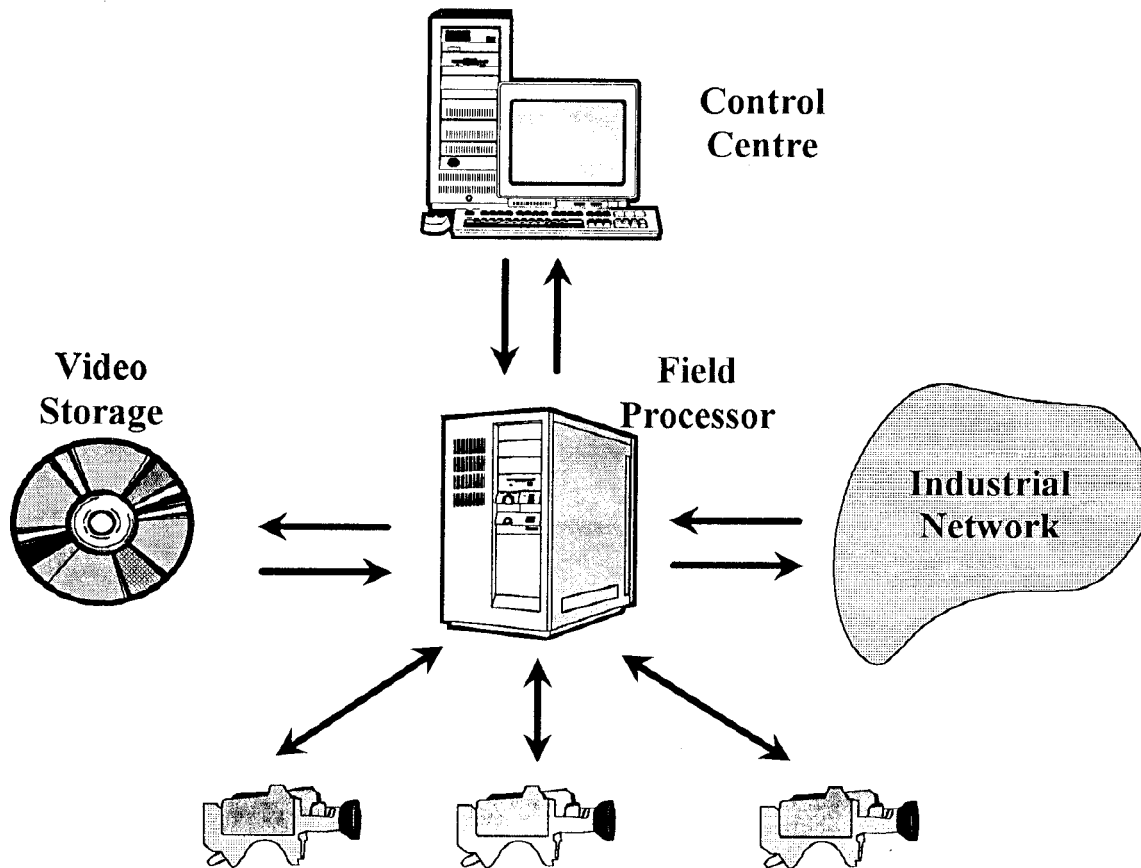 Control
Centre
Video
Storage
Field
Processor
Industrial
Network